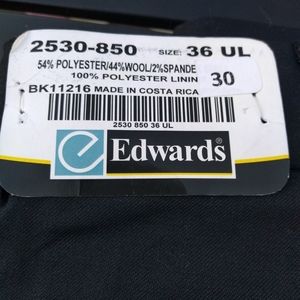 2530-850 SIZE: 36 UL
54% POLYESTER/44%WOOL/2%SPANDE
100% POLYESTER LININ
30
BK11216 MADE IN COSTA RICA
2530 850 36 UL
e Edwards